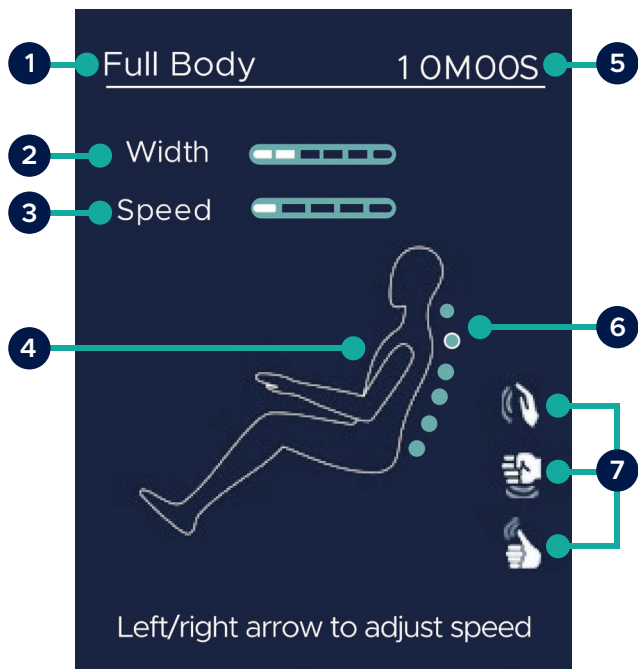 1 Full Body 10M00S 5
2 Width
3 Speed
6
4
7
Left/right arrow to adjust speed